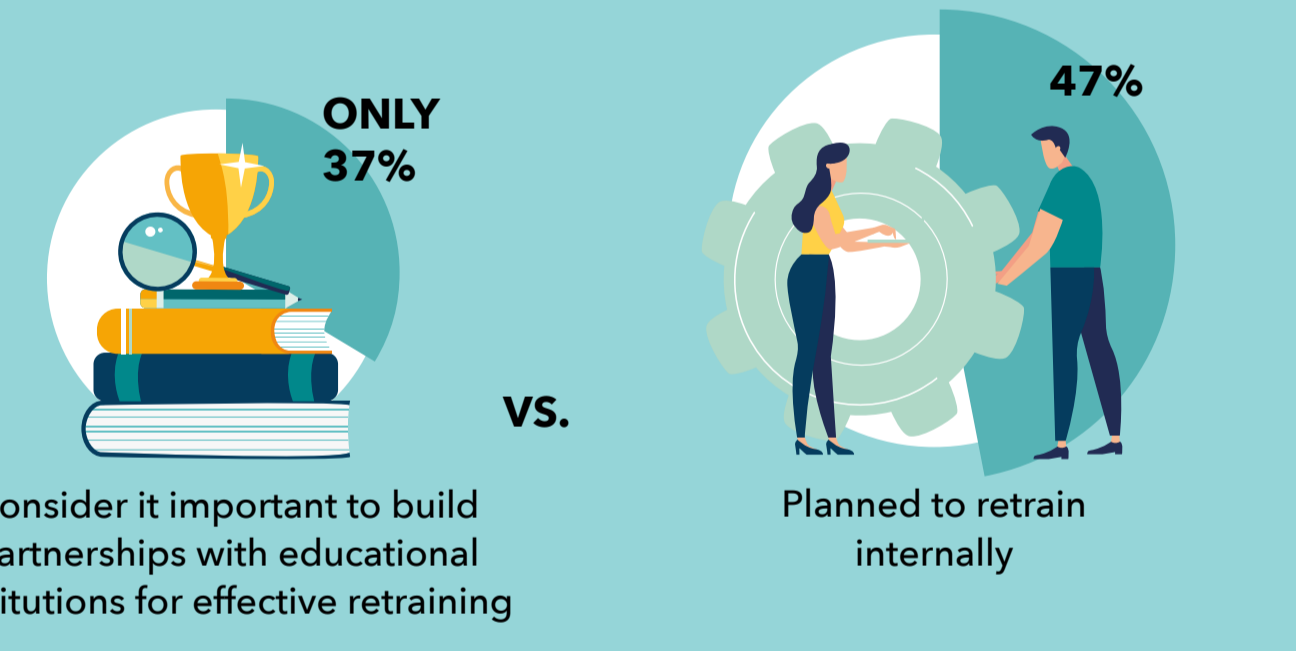 ONLY
37%
47%
vs.
onsider it important to build
artnerships with educational
itutions for effective retraining
Planned to retrain
internally